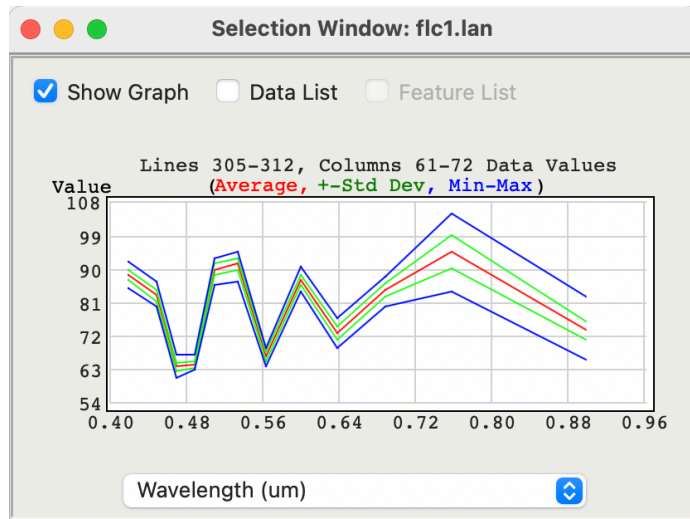 Selection Window: flc1.lan
Show Graph Data List Feature List
Lines 305-312, Columns 61-72 Data Values
Value (Average, +-Std Dev, Min-Max)
108
99
90
81
72
63
54
0.40 0.48 0.56 0.64 0.72 0.80 0.88 0.96
Wavelength (um)